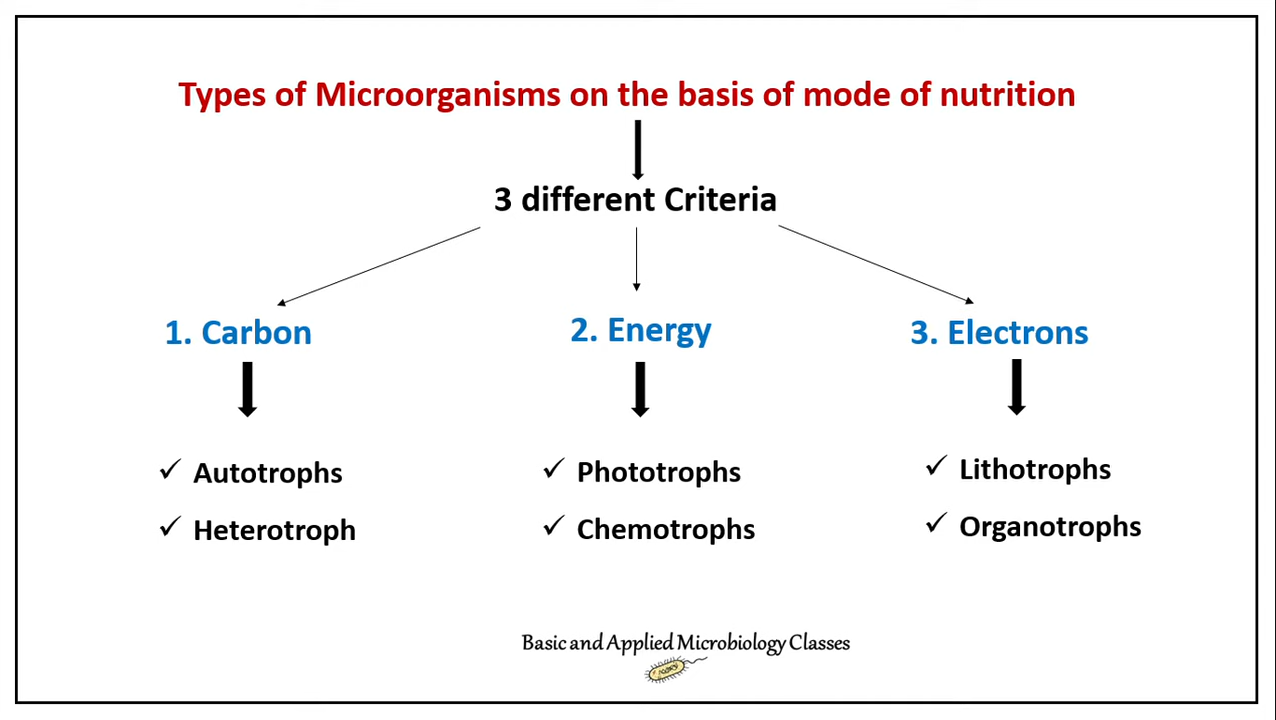 Types of Microorganisms on the basis of mode of nutrition
3 different Criteria
1. Carbon
2. Energy
3. Electrons
✓ Autotrophs
✓ Heterotroph
✓ Phototrophs
✓ Chemotrophs
✓ Lithotrophs
✓ Organotrophs
Basic and Applied Microbiology Classes